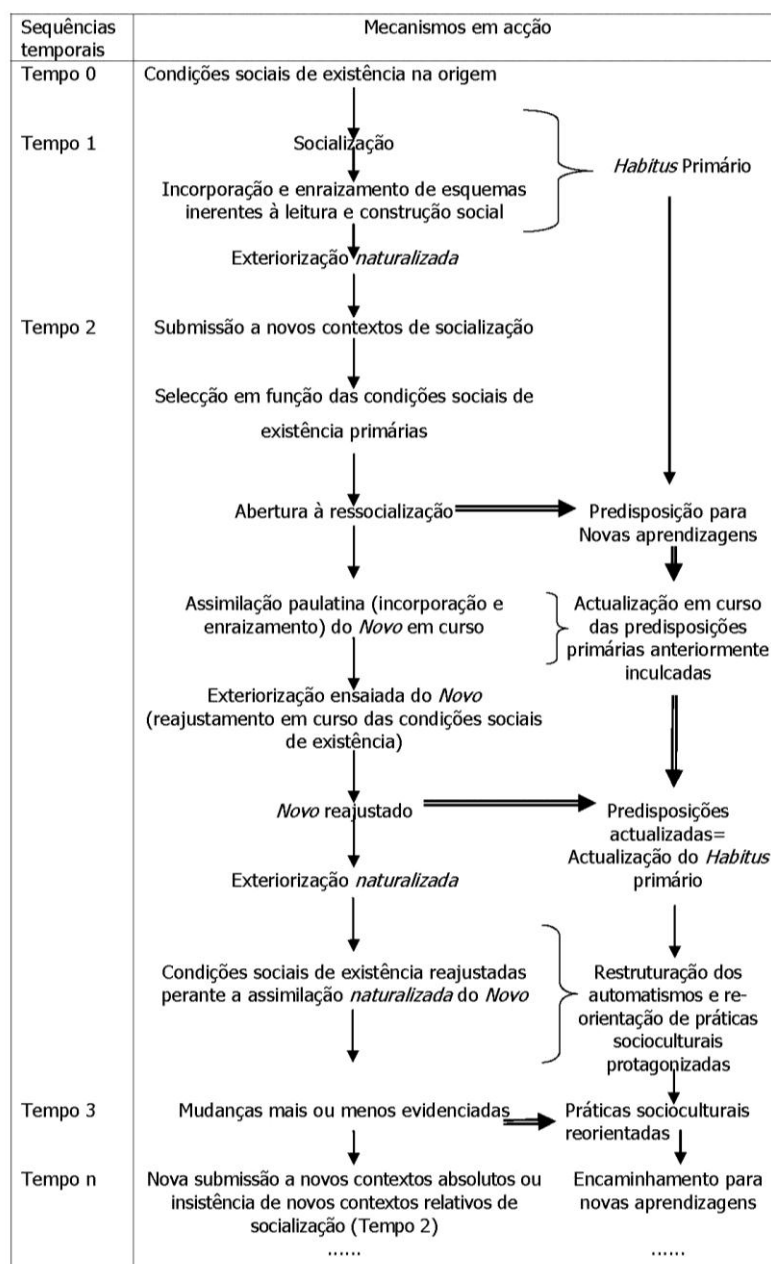 Sequências
temporais
Mecanismos em acção
Tempo 0
Condições sociais de existência na origem
Tempo 1
Socialização
Habitus Primário
Incorporação e enraizamento de esquemas
inerentes à leitura e construção social
Exteriorização naturalizada
Tempo 2
Submissão a novos contextos de socialização
Selecção em função das condições sociais de
existência primárias
Abertura à ressocialização
Predisposição para
Novas aprendizagens
Assimilação paulatina (incorporação e
enraizamento) do Novo em curso
Actualização em curso
das predisposições
primárias anteriormente
inculcadas
Exteriorização ensaiada do Novo
(reajustamento em curso das condições sociais
de existência)
Novo reajustado
Predisposições
actualizadas=
Actualização do Habitus
primário
Exteriorização naturalizada
Condições sociais de existência reajustadas
perante a assimilação naturalizada do Novo
Restruturação dos
automatismos e re-
orientação de práticas
socioculturais
protagonizadas
Tempo 3
Mudanças mais ou menos evidenciadas
Práticas socioculturais
reorientadas
Tempo n
Nova submissão a novos contextos absolutos ou
insistência de novos contextos relativos de
socialização (Tempo 2)
Encaminhamento para
novas aprendizagens
......
......